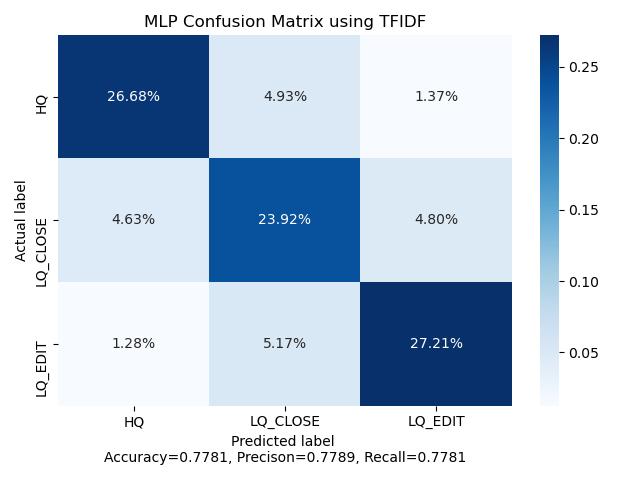 MLP Confusion Matrix using TFIDF
HQ
26.68%
4.93%
1.37%
0.25
0.20
Actual label
LQ_CLOSE
4.63%
23.92%
4.80%
0.15
0.10
LQ_EDIT
1.28%
5.17%
27.21%
0.05
HQ
LQ_CLOSE
LQ_EDIT
Predicted label
Accuracy=0.7781, Precison=0.7789, Recall=0.7781